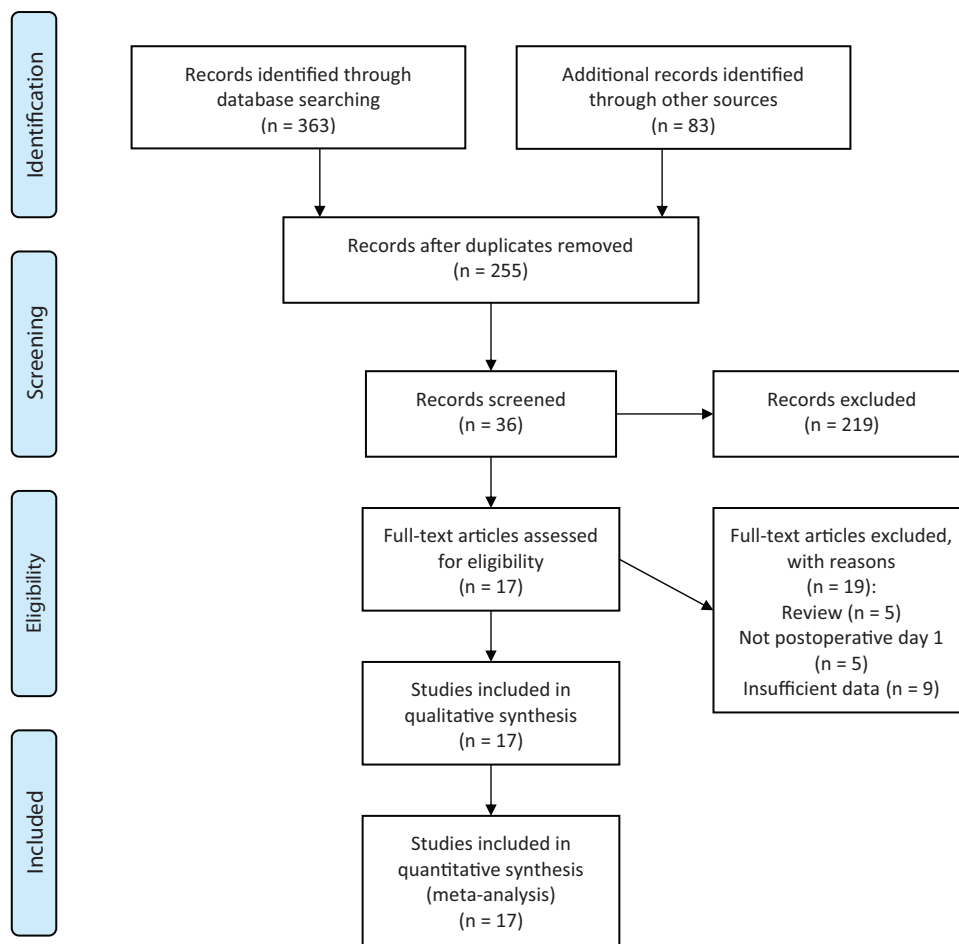 Identification
Records identified through
database searching
(n = 363)
Additional records identified
through other sources
(n = 83)
Records after duplicates removed
(n = 255)
Screening
Records screened
(n = 36)
Records excluded
(n = 219)
Eligibility
Full-text articles assessed
for eligibility
(n = 17)
Full-text articles excluded,
with reasons
(n = 19):
Review (n = 5)
Not postoperative day 1
(n = 5)
Insufficient data (n = 9)
Studies included in
qualitative synthesis
(n = 17)
Included
Studies included in
quantitative synthesis
(meta-analysis)
(n = 17)